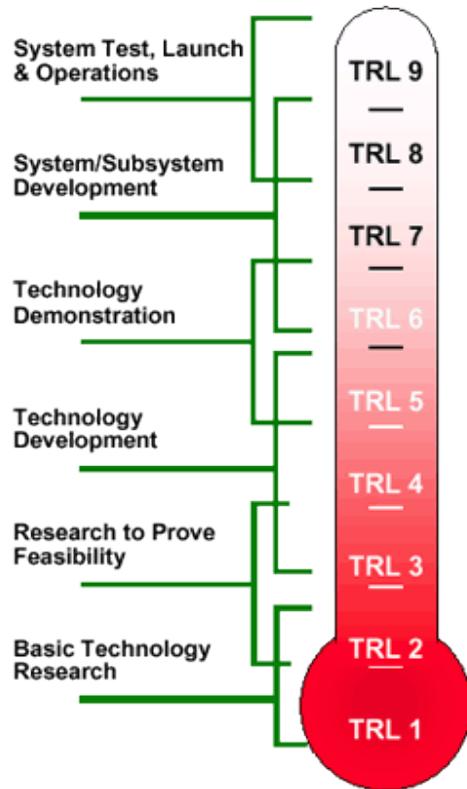 System Test, Launch
& Operations
System/Subsystem
Development
Technology
Demonstration
Technology
Development
Research to Prove
Feasibility
Basic Technology
Research
TRL 9
TRL 8
TRL 7
TRL 6
TRL 5
TRL 4
TRL 3
TRL 2
TRL 1